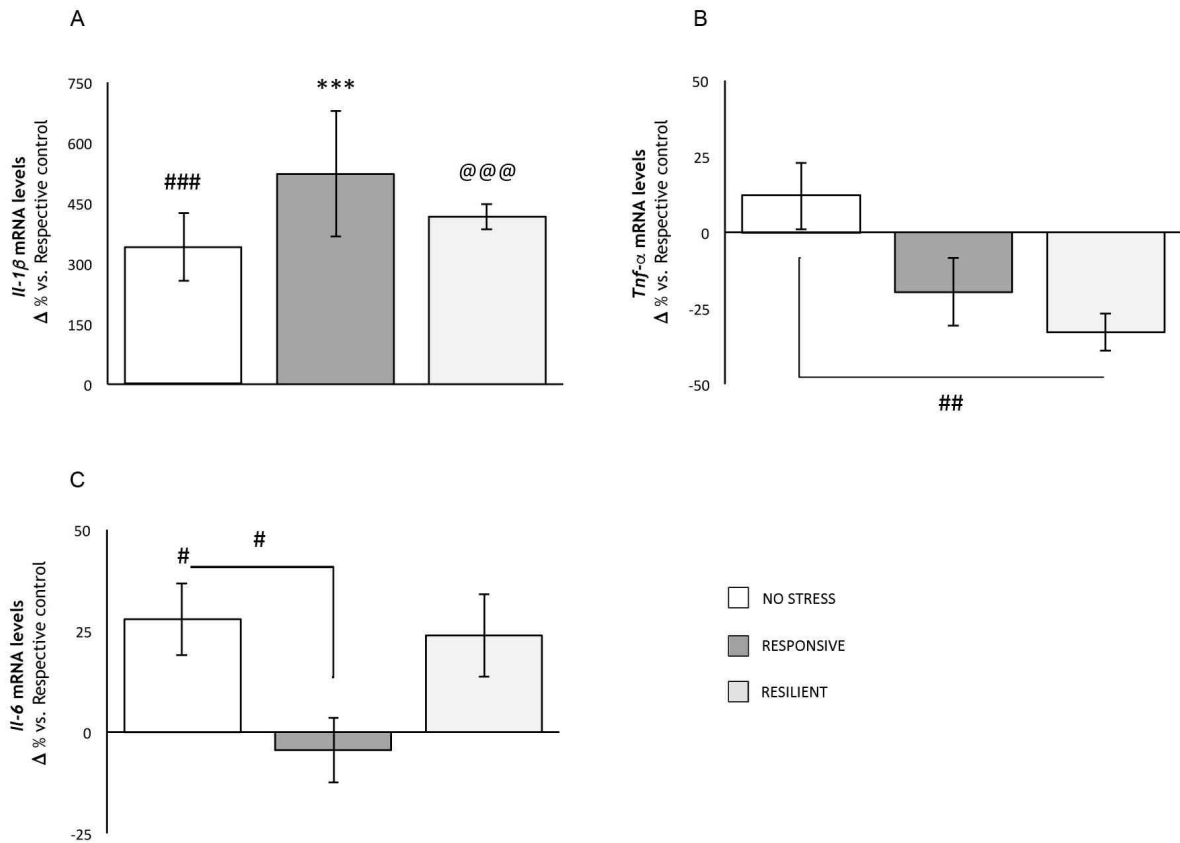 A
Il-1β mRNA levels
Δ % vs. Respective control
750
600
450
300
150
0
###
***
@@@
B
Tnf-α mRNA levels
Δ % vs. Respective control
50
25
0
-25
-50
##
C
Il-6 mRNA levels
Δ % vs. Respective control
50
25
0
-25
#
#
NO STRESS
RESPONSIVE
RESILIENT